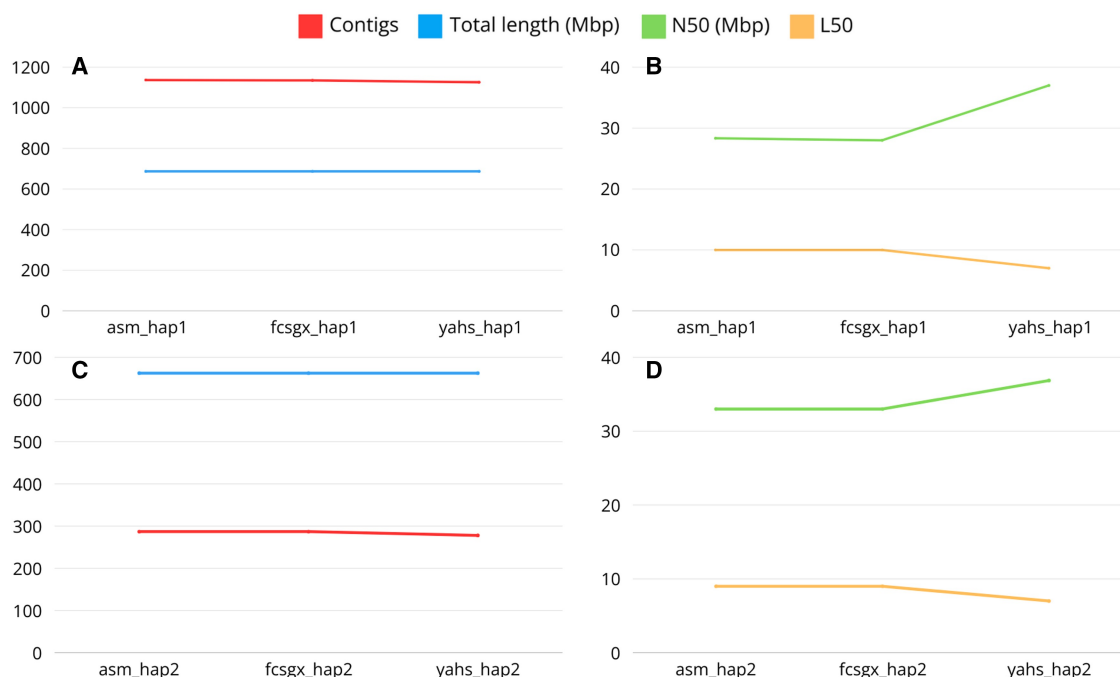 Contigs Total length (Mbp) N50 (Mbp) L50
A
1200
1000
800
600
400
200
0
asm_hap1 fcsgx_hap1 yahs_hap1
B
40
30
20
10
0
asm_hap1 fcsgx_hap1 yahs_hap1
C
700
600
500
400
300
200
100
0
asm_hap2 fcsgx_hap2 yahs_hap2
D
40
30
20
10
0
asm_hap2 fcsgx_hap2 yahs_hap2